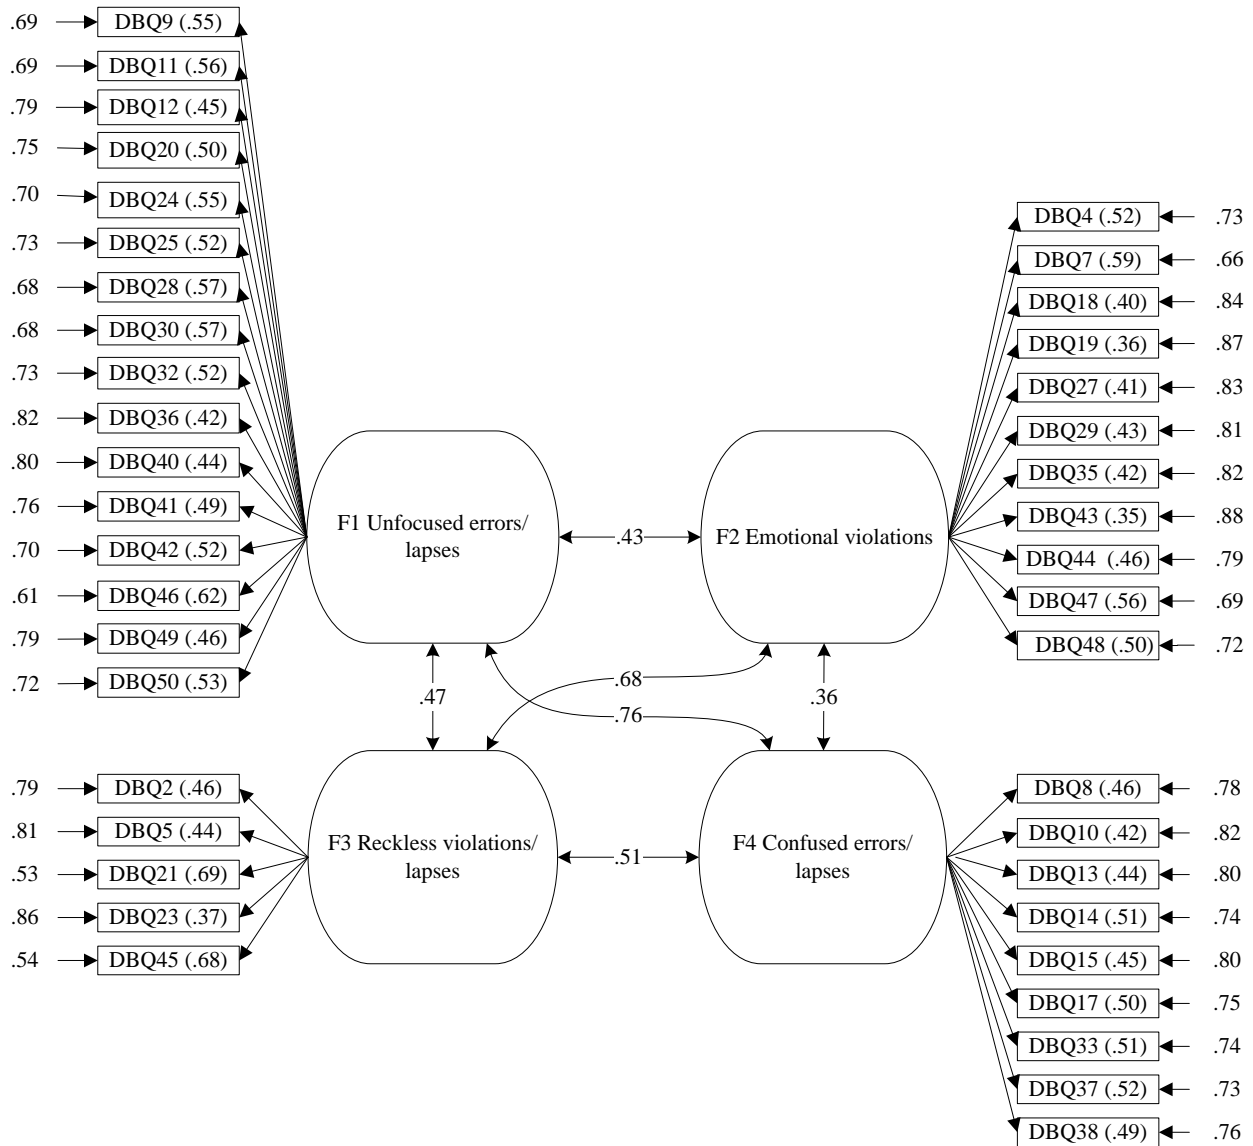 .69 DBQ9 (.55)
.69 DBQ11 (.56)
.79 DBQ12 (.45)
.75 DBQ20 (.50)
.70 DBQ24 (.55)
.73 DBQ25 (.52)
.68 DBQ28 (.57)
.68 DBQ30 (.57)
.73 DBQ32 (.52)
.82 DBQ36 (.42)
.80 DBQ40 (.44)
.76 DBQ41 (.49)
.70 DBQ42 (.52)
.61 DBQ46 (.62)
.79 DBQ49 (.46)
.72 DBQ50 (.53)
DBQ4 (.52) .73
DBQ7 (.59) .66
DBQ18 (.40) .84
DBQ19 (.36) .87
DBQ27 (.41) .83
DBQ29 (.43) .81
DBQ35 (.42) .82
DBQ43 (.35) .88
DBQ44 (.46) .79
DBQ47 (.56) .69
DBQ48 (.50) .72
F1 Unfocused errors/
lapses
.43
F2 Emotional violations
.47
.68
.76
.36
.79 DBQ2 (.46)
.81 DBQ5 (.44)
.53 DBQ21 (.69)
.86 DBQ23 (.37)
.54 DBQ45 (.68)
F3 Reckless violations/
lapses
.51
F4 Confused errors/
lapses
DBQ8 (.46) .78
DBQ10 (.42) .82
DBQ13 (.44) .80
DBQ14 (.51) .74
DBQ15 (.45) .80
DBQ17 (.50) .75
DBQ33 (.51) .74
DBQ37 (.52) .73
DBQ38 (.49) .76